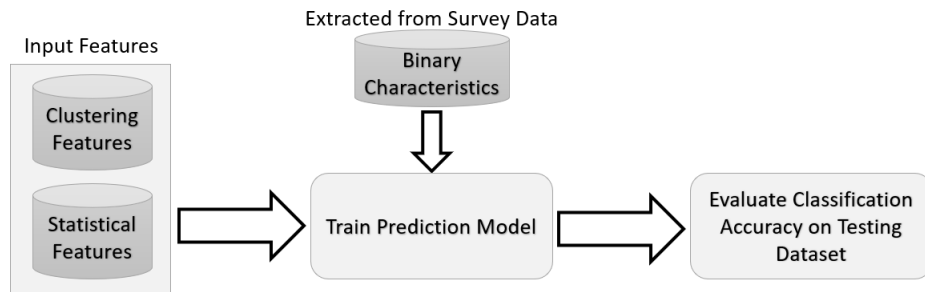 Extracted from Survey Data
Input Features
Binary
Characteristics
Clustering
Features
Statistical
Features
Train Prediction Model
Evaluate Classification
Accuracy on Testing
Dataset